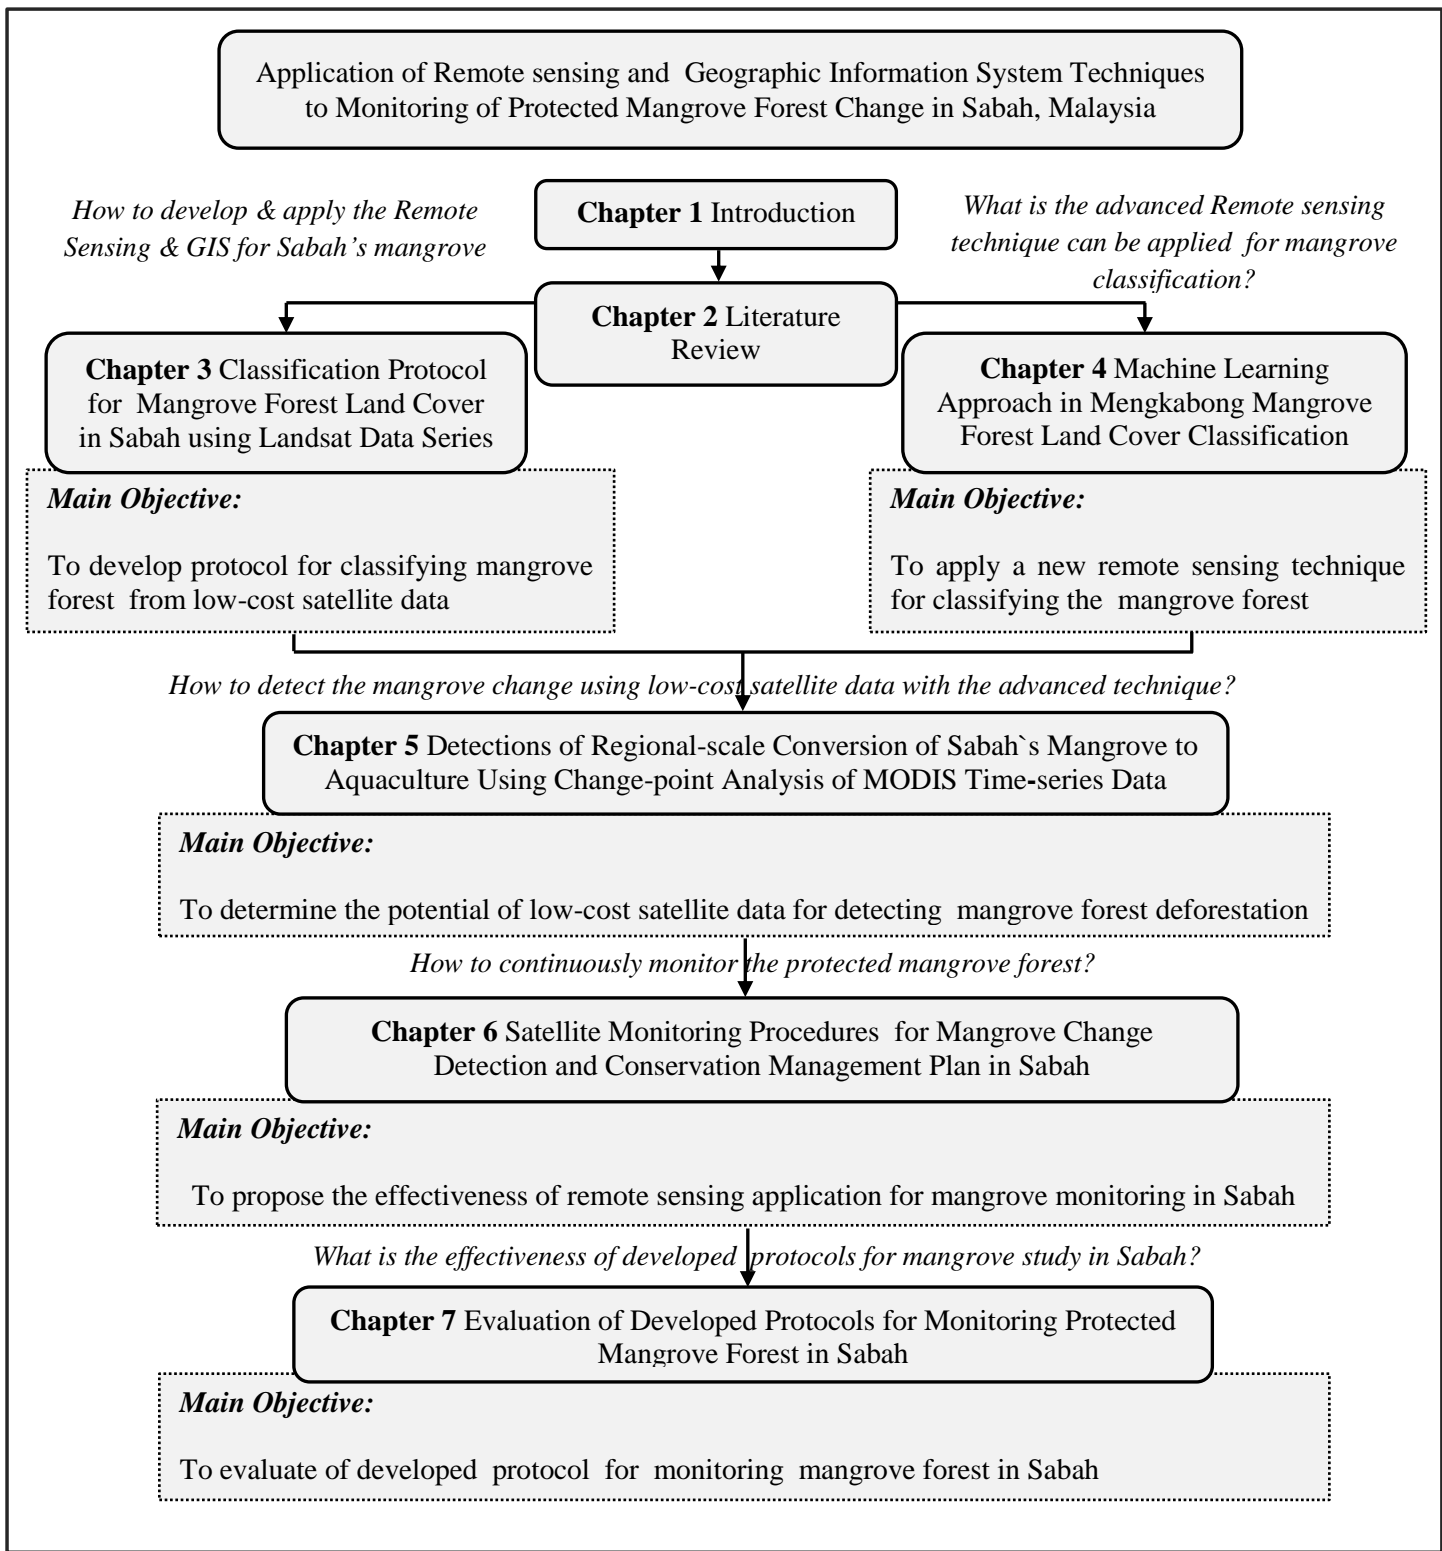 Application of Remote sensing and Geographic Information System Techniques
to Monitoring of Protected Mangrove Forest Change in Sabah, Malaysia
How to develop & apply the Remote
Sensing & GIS for Sabah's mangrove
Chapter 1 Introduction
What is the advanced Remote sensing
technique can be applied for mangrove
classification?
Chapter 2 Literature
Review
Chapter 3 Classification Protocol
for Mangrove Forest Land Cover
in Sabah using Landsat Data Series
Main Objective:
To develop protocol for classifying mangrove
forest from low-cost satellite data
Chapter 4 Machine Learning
Approach in Mengkabong Mangrove
Forest Land Cover Classification
Main Objective:
To apply a new remote sensing technique
for classifying the mangrove forest
How to detect the mangrove change using low-cost satellite data with the advanced technique?
Chapter 5 Detections of Regional-scale Conversion of Sabah`s Mangrove to
Aquaculture Using Change-point Analysis of MODIS Time-series Data
Main Objective:
To determine the potential of low-cost satellite data for detecting mangrove forest deforestation
How to continuously monitor the protected mangrove forest?
Chapter 6 Satellite Monitoring Procedures for Mangrove Change
Detection and Conservation Management Plan in Sabah
Main Objective:
To propose the effectiveness of remote sensing application for mangrove monitoring in Sabah
What is the effectiveness of developed protocols for mangrove study in Sabah?
Chapter 7 Evaluation of Developed Protocols for Monitoring Protected
Mangrove Forest in Sabah
Main Objective:
To evaluate of developed protocol for monitoring mangrove forest in Sabah